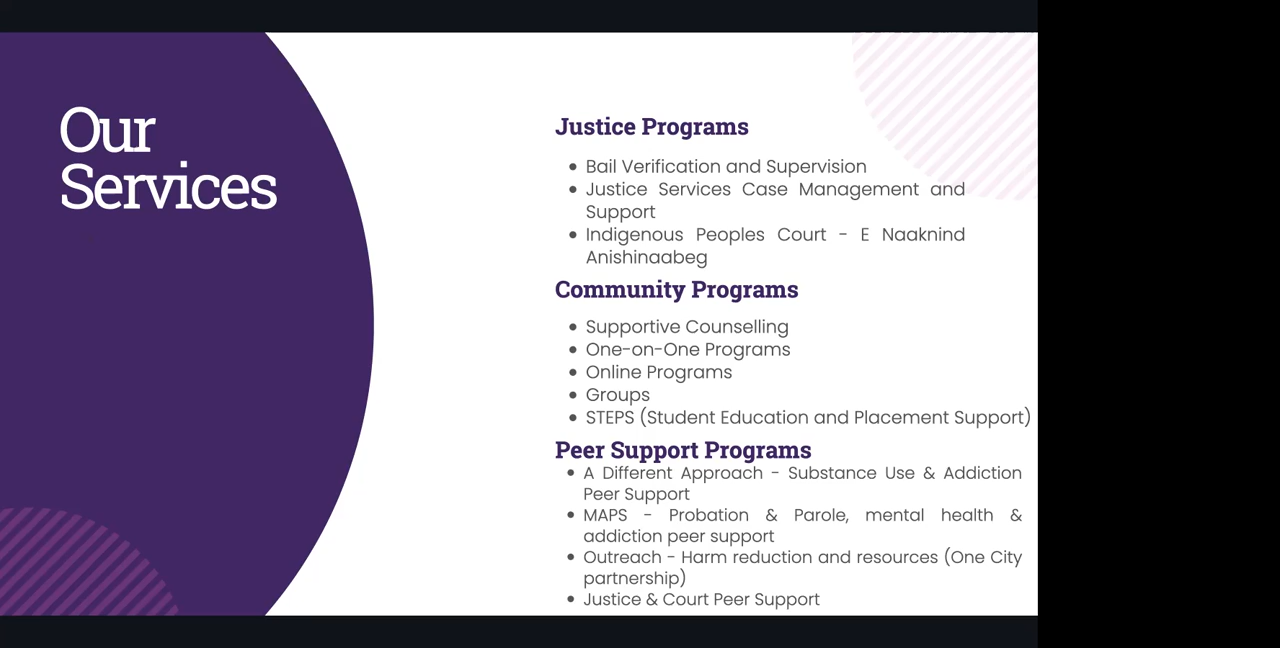 Our
Services
Justice Programs
• Bail Verification and Supervision
• Justice Services Case Management and
Support
• Indigenous Peoples Court - E Naaknind
Anishinaabeg
Community Programs
• Supportive Counselling
• One-on-One Programs
• Online Programs
• Groups
• STEPS (Student Education and Placement Support)
Peer Support Programs
• A Different Approach - Substance Use & Addiction
Peer Support
• MAPS - Probation & Parole, mental health &
addiction peer support
• Outreach - Harm reduction and resources (One City
partnership)
• Justice & Court Peer Support